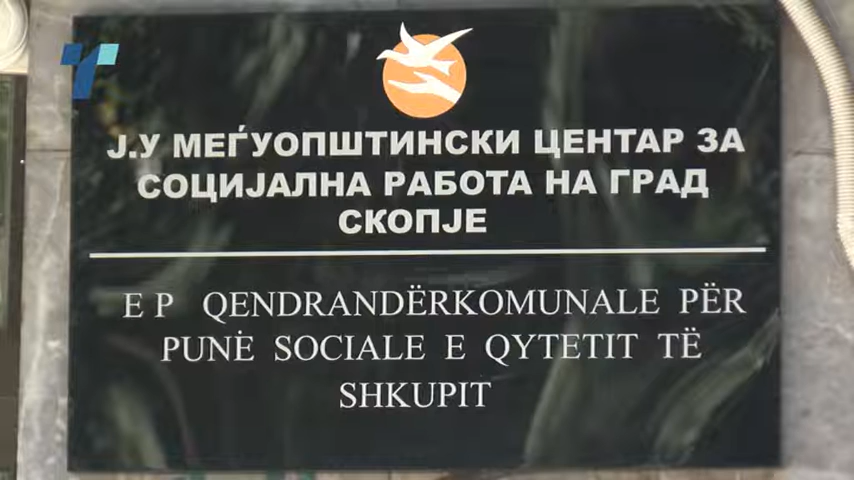 Ј.У МЕЃУОПШТИНСКИ ЦЕНТАР ЗА
СОЦИЈАЛНА РАБОТА НА ГРАД
СКОПЈЕ
E P QENDRANDËRKOMUNALE PËR
PUNË SOCIALE E QYTETIT TË
SHKUPIT